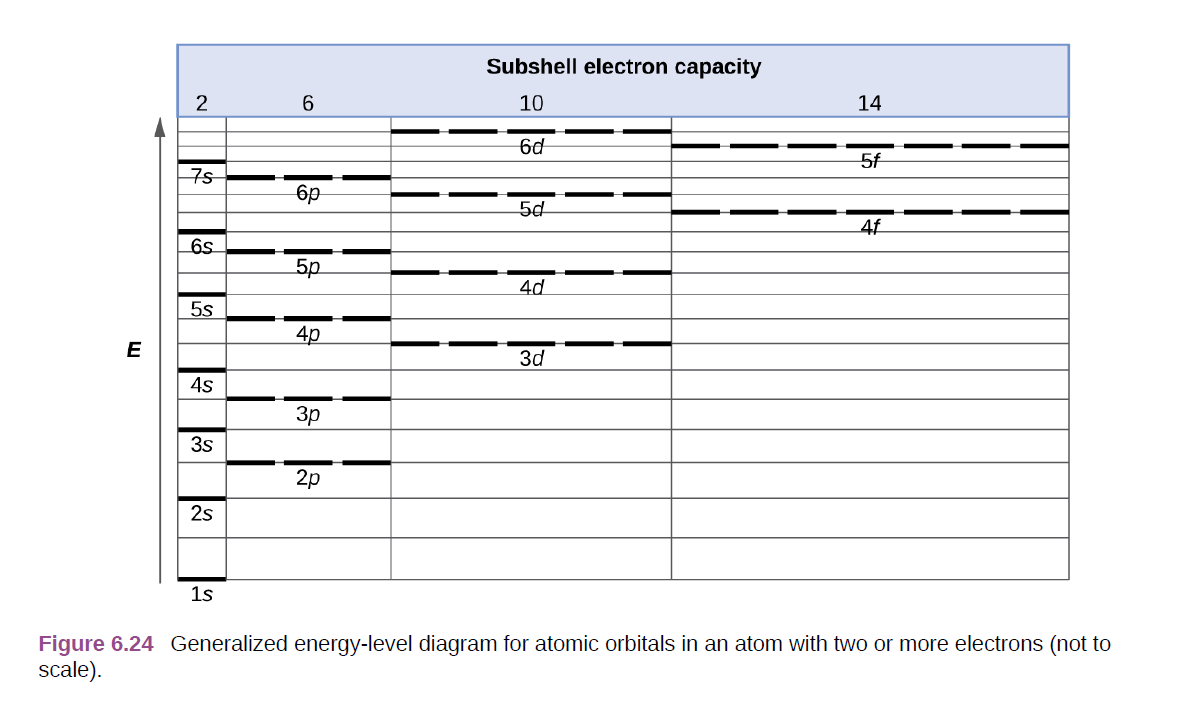 Subshell electron capacity
2 6 10 14
6d
5f
7s
6p
5d
4f
6s
5p
4d
5s
4p
E
3d
4s
3p
3s
2p
2s
1s
Figure 6.24 Generalized energy-level diagram for atomic orbitals in an atom with two or more electrons (not to
scale).